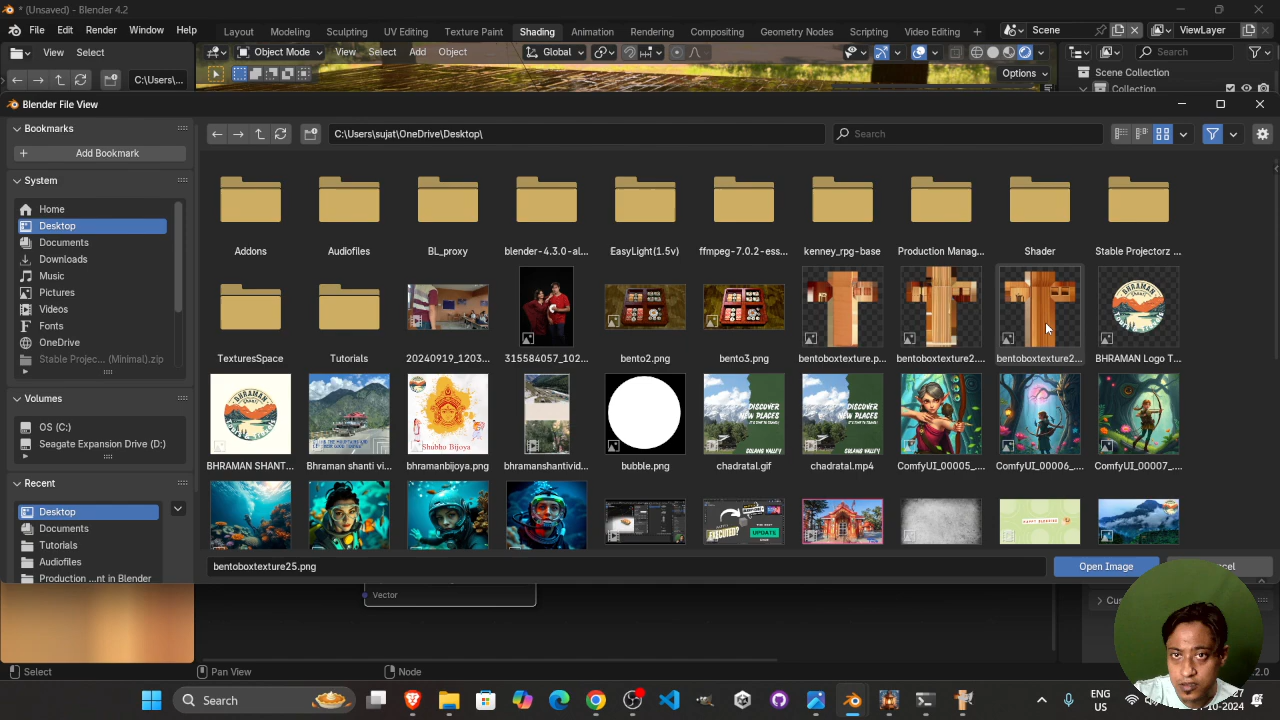 * (Unsaved) - Blender 4.2
File Edit Render Window Help Layout Modeling Sculpting UV Editing Texture Paint Shading Animation Rendering Compositing Geometry Nodes Scripting Video Editing + Scene ViewLayer
View Select Object Mode View Select Add Object Global Search
C:\Users\... Options Scene Collection
Collection
Blender File View
Bookmarks
Add Bookmark
System
Home
Desktop
Documents
Downloads
Music
Pictures
Videos
Fonts
OneDrive
Stable Projec... (Minimal).zip
Volumes
OS (C:)
Seagate Expansion Drive (D:)
Recent
Desktop
Documents
Tutorials
Audiofiles
Production ...nt in Blender
C:\Users\sujat\OneDrive\Desktop\ Search
Addons Audiofiles BL_proxy blender-4.3.0-al... EasyLight(1.5v) ffmpeg-7.0.2-ess... kenney_rpg-base Production Manag... Shader Stable Projectorz ...
TexturesSpace Tutorials 20240919_1203... 315584057_102... bento2.png bento3.png bentoboxtexture.p... bentoboxtexture2... bentoboxtexture2... BHRAMAN Logo T...
BHRAMAN SHANT... Bhraman shanti vi... bhramanbijoya.png bhramanshantivid... bubble.png chadratal.gif chadratal.mp4 ComfyUI_00005_... ComfyUI_00006_... ComfyUI_00007_...
bentoboxtexture25.png Open Image
Vector
Select Pan View Node
Search
ENG
US